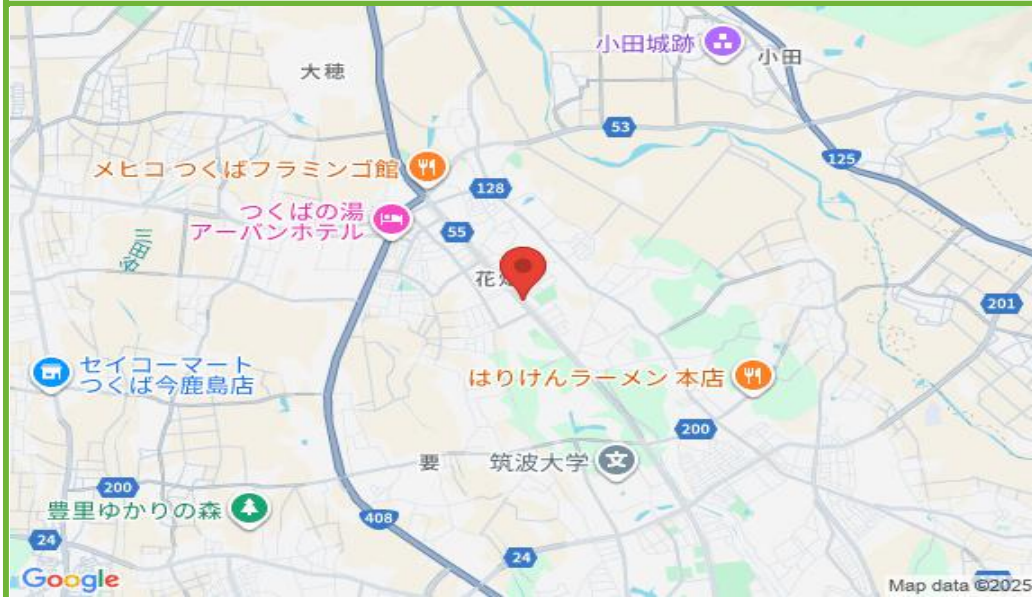 小田城跡
小田
大穂
53
125
メヒコ つくばフラミンゴ館
128
つくばの湯
アーバンホテル
55
三田谷
花
201
セイコーマート
つくば今鹿島店
はりけんラーメン 本店
200
要
筑波大学
200
豊里ゆかりの森
408
24
24
Google
Map data ©2025